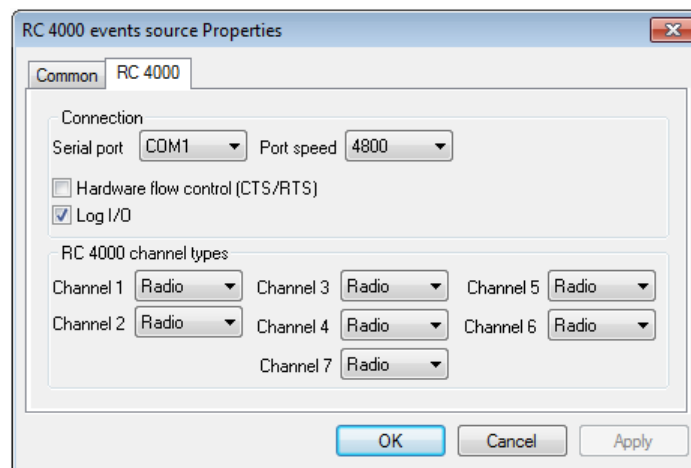 RC 4000 events source Properties
Common RC 4000
Connection
Serial port COM1 Port speed 4800
Hardware flow control (CTS/RTS)
Log I/O
RC 4000 channel types
Channel 1 Radio Channel 3 Radio Channel 5 Radio
Channel 2 Radio Channel 4 Radio Channel 6 Radio
Channel 7 Radio
OK Cancel Apply